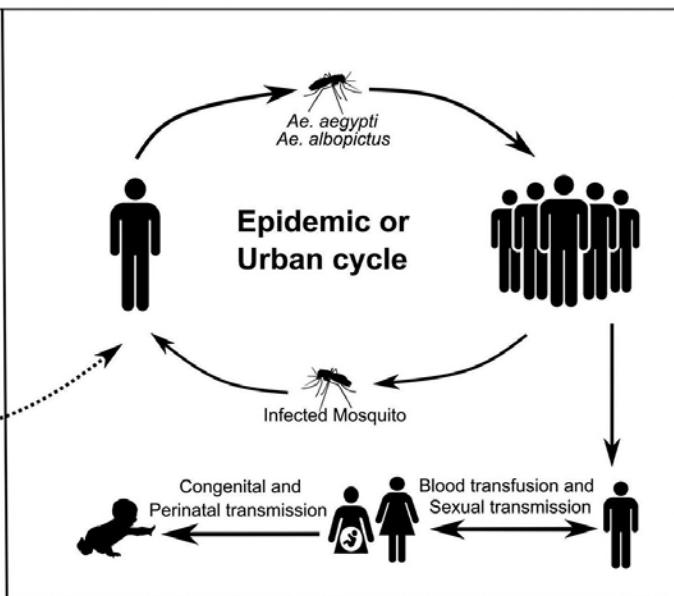 Ae. aegypti
Ae. albopictus
Epidemic or
Urban cycle
Infected Mosquito
Congenital and
Perinatal transmission
Blood transfusion and
Sexual transmission